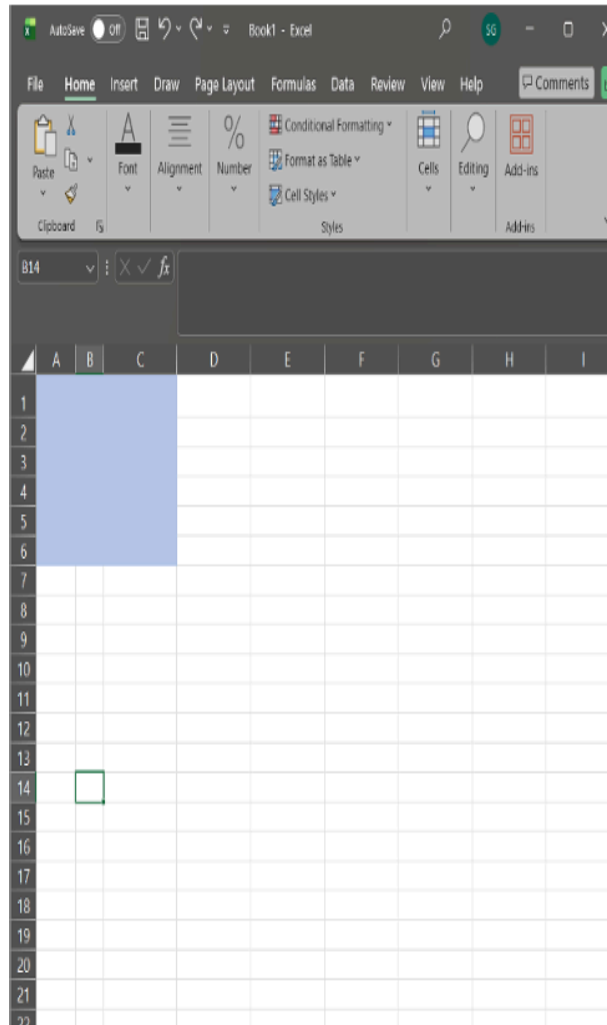 AutoSave Off Book1 - Excel SG
File Home Insert Draw Page Layout Formulas Data Review View Help Comments
Paste
Clipboard
Font
Alignment
%
Number
Conditional Formatting
Format as Table
Cell Styles
Styles
Cells
Editing
Add-ins
Add-ins
B14 fx
A B C D E F G H I
1
2
3
4
5
6
7
8
9
10
11
12
13
14
15
16
17
18
19
20
21
22